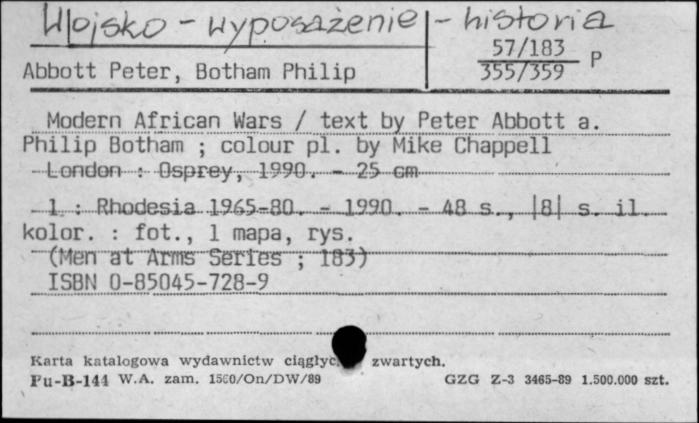 Wojsko - wyposażenie - historia
57/183 P
355/359
Abbott Peter, Botham Philip
Modern African Wars / text by Peter Abbott a.
Philip Botham ; colour pl. by Mike Chappell
London : Osprey, 1990. - 25 cm
1 : Rhodesia 1965-80. - 1990. - 48 s., |8| s. il.
kolor. : fot., 1 mapa, rys.
(Men at Arms Series ; 183)
ISBN 0-85045-728-9
Karta katalogowa wydawnictw ciągłyc. zwartych.
Pu-B-144 W.A. zam. 1560/On/DW/89 GZG Z-3 3465-89 1.500.000 szt.